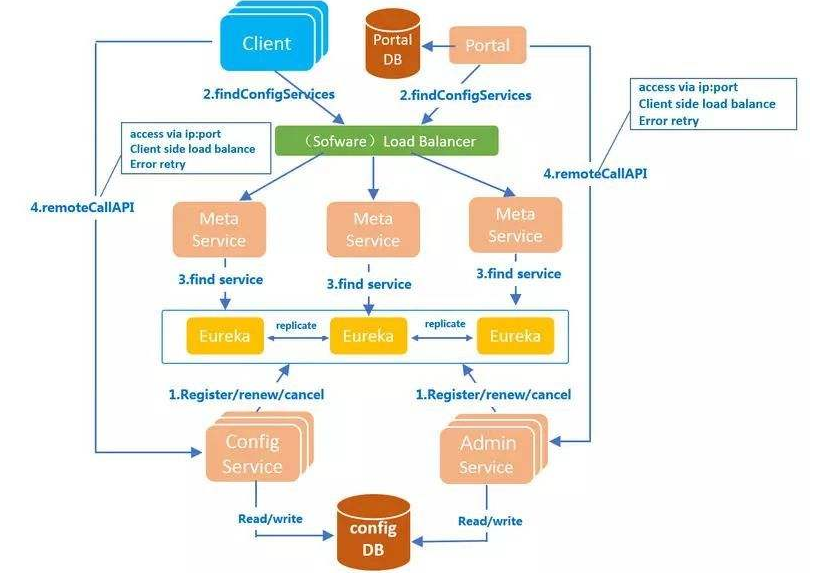 Client
Portal
DB
Portal
2.findConfigServices
2.findConfigServices
access via ip:port
Client side load balance
Error retry
access via ip:port
Client side load balance
Error retry
（Sofware）Load Balancer
4.remoteCallAPI
4.remoteCallAPI
Meta
Service
Meta
Service
Meta
Service
3.find service
3.find service
3.find service
Eureka
replicate
Eureka
replicate
Eureka
1.Register/renew/cancel
1.Register/renew/cancel
Config
Service
Admin
Service
Read/write
config
DB
Read/write